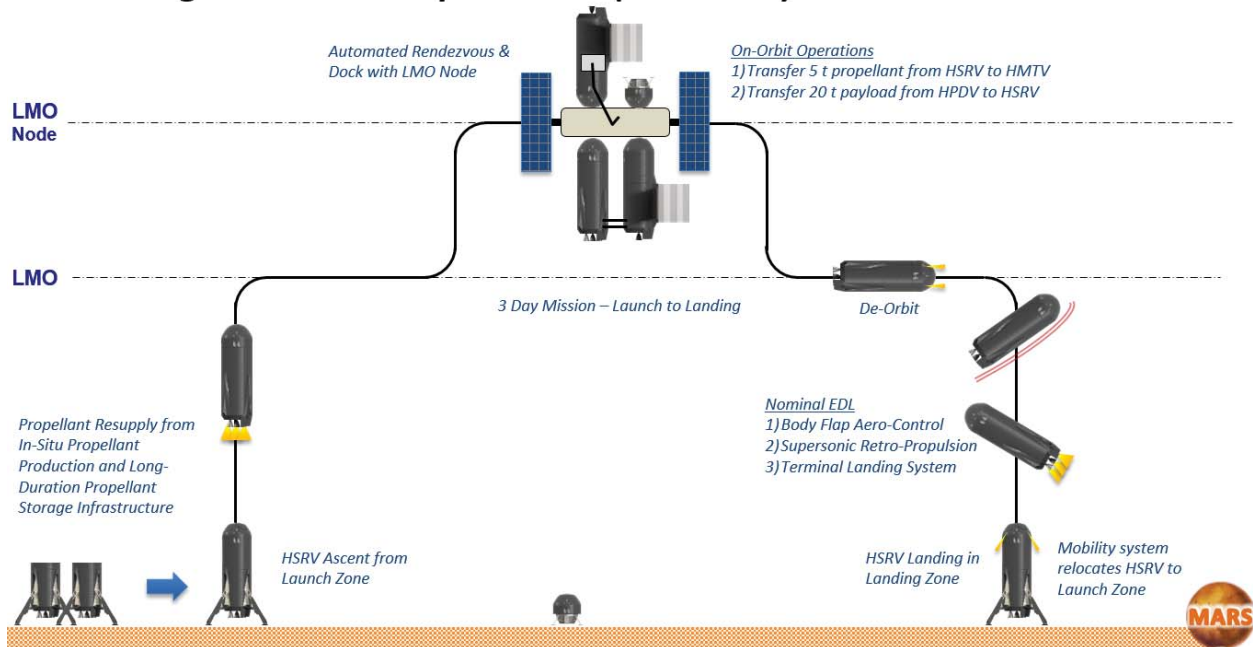 Automated Rendezvous &
Dock with LMO Node
On-Orbit Operations
1) Transfer 5 t propellant from HSRV to HMTV
2) Transfer 20 t payload from HPDV to HSRV
LMO
Node
LMO
3 Day Mission – Launch to Landing
De-Orbit
Propellant Resupply from
In-Situ Propellant
Production and Long-
Duration Propellant
Storage Infrastructure
Nominal EDL
1) Body Flap Aero-Control
2) Supersonic Retro-Propulsion
3) Terminal Landing System
HSRV Ascent from
Launch Zone
HSRV Landing in
Landing Zone
Mobility system
relocates HSRV to
Launch Zone
MARS